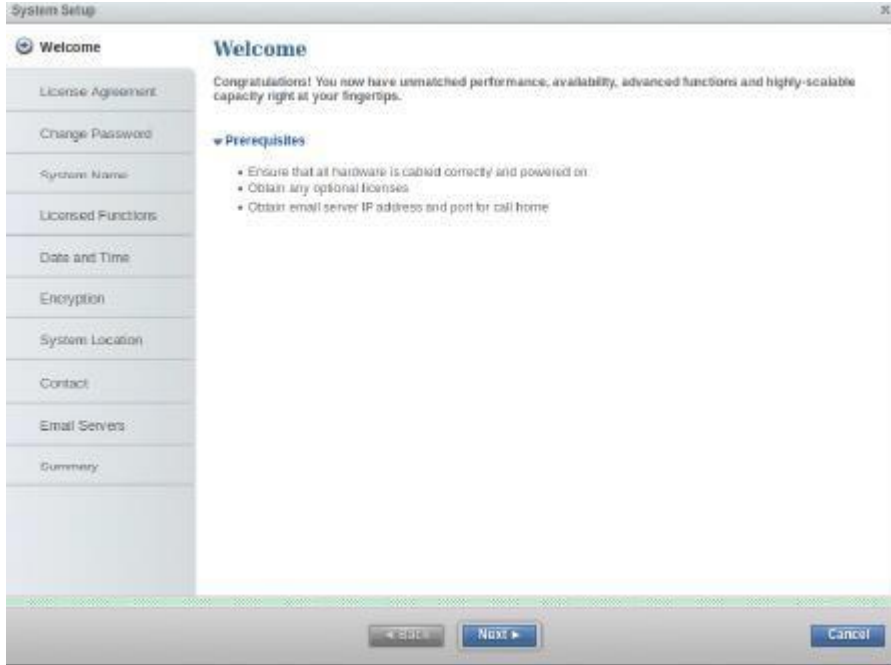 System Setup
Welcome
License Agreement
Change Password
System Name
Licensed Functions
Date and Time
Encryption
System Location
Contact
Email Servers
Summary
Welcome
Congratulations! You now have unmatched performance, availability, advanced functions and highly-scalable
capacity right at your fingertips.
Prerequisites
• Ensure that all hardware is cabled correctly and powered on
• Obtain any optional licenses
• Obtain email server IP address and port for call home
◄ Back
Next ►
Cancel